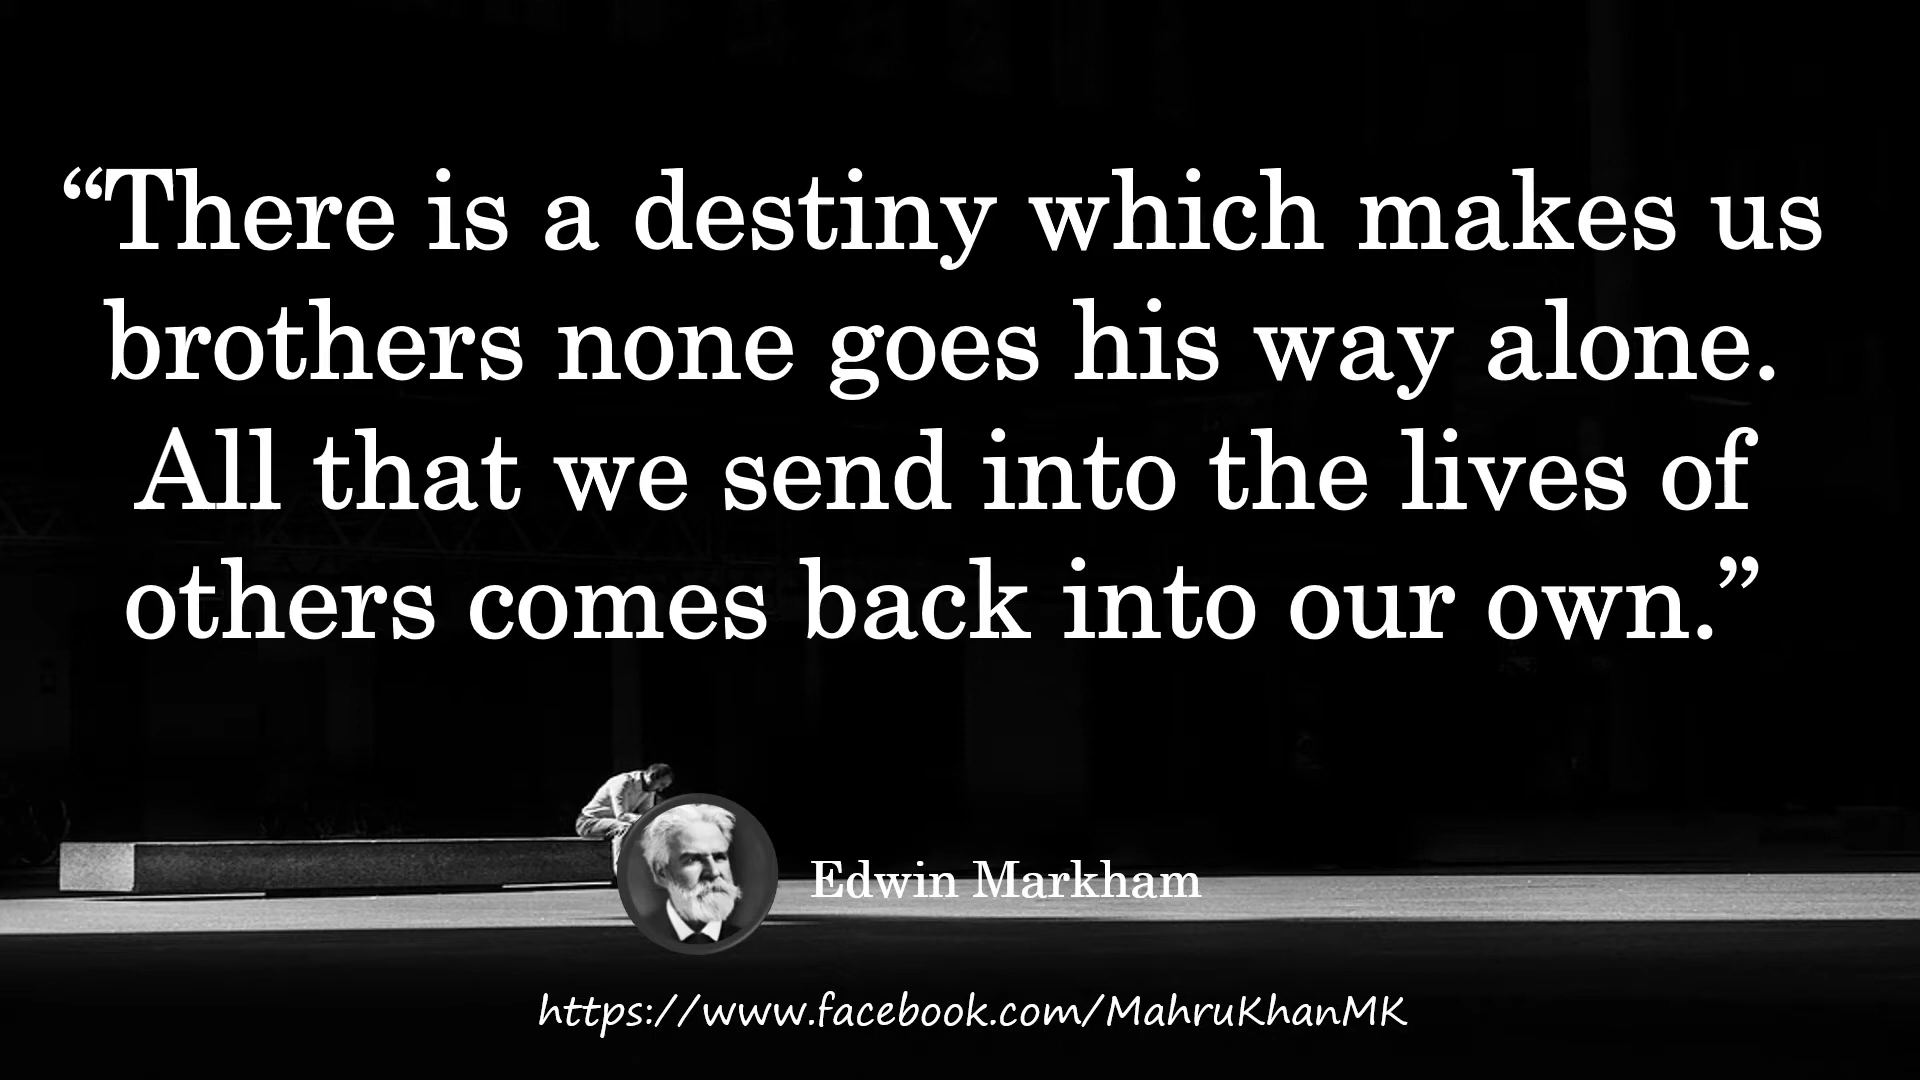 “There is a destiny which makes us
brothers none goes his way alone.
All that we send into the lives of
others comes back into our own.”
Edwin Markham
https://www.facebook.com/MahruKhanMK